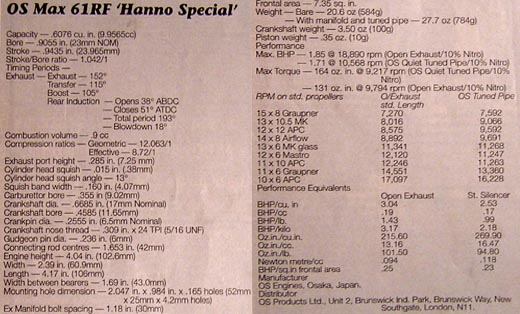 OS Max 61RF 'Hanno Special'
Capacity — .6076 cu. in (9.9565cc)
Bore — .9055in (23mm NOM)
Stroke — .9435in (23.965mm)
Stroke/Bore ratio — 1.042/1
Timing Periods —
Exhaust — Exhaust — 152°
Transfer — 115°
Boost — 105°
Rear Induction — Opens 38° ABDC
— Closes 51° ATDC
— Total period 193°
— Blowdown 18°
Combustion volume — .9 cc
Compression ratios — Geometric — 12.063/1
Effective — 8.72/1
Exhaust port height — .285 in. (7.25 mm)
Cylinder head squish — .015 in (.38mm)
Cylinder head squish angle — 13°
Squish band width — .160 in (4.07mm)
Carburettor bore — .355 in (9.02mm)
Crankshaft dia. — .6685in (17mm Nominal)
Crankshaft bore — .4585in (11.65mm)
Crankpin dia. — .2555in (6.5mm Nominal)
Crankshaft nose thread — .309in x 24 TPI (5/16 UNF)
Gudgeon pin dia. — .236 in (6mm)
Connecting rod centres — 1.653in (42 mm)
Engine height — 4.04 in (102.6mm)
Width — 2.39 in (60.9mm)
Length — 4.17 in (106mm)
Width between bearers — 1.69 in (43.0mm)
Mounting hole dimension — 2.047 in x .984 in x .165 holes (52mm
x 25mm x 4.2mm holes)
Ex Manifold bolt spacing — 1.18 in (30mm)
Frontal area — 7.35 sq. in.
Weight — Bare — 20.6 oz (584g)
— With manifold and tuned pipe — 27.7 oz (784g)
Crankshaft weight — 3.50 oz (100g)
Piston weight — .35 oz (10g)
Performance
Max. BHP — 1.85 @ 18,890 rpm (Open Exhaust/10% Nitro)
— 1.71 @ 10,568 rpm (OS Quiet Tuned Pipe/10% Nitro)
Max Torque — 164 oz. in @ 9,217 rpm (OS Quiet Tuned Pipe/10%
Nitro)
— 131 oz. in @ 9,794 rpm (Open Exhaust/10% Nitro)
RPM on std. propellers O/Exhaust OS Tuned Pipe
std. Length
15 x 8 Graupner 7,270 7,592
13 x 10.5 MK 8,016 9,066
12 x 12 APC 8,575 9,592
14 x 8 Airflow 8,892 9,691
13 x 6 MK glass 11,341 11,268
12 x 6 Mastro 12,120 11,247
11 x 10 APC 12,246 11,263
11 x 6 Graupner 14,551 13,360
10 x 6 APC 17,097 16,228
Performance Equivalents
Open Exhaust St. Silencer
BHP/cu, in 3.04 2.53
BHP/cc .19 .17
BHP/lb. 1.43 .99
BHP/kilo 3.17 2.18
Oz.in/cu.in. 215.60 269.90
Oz.in/cc. 13.16 16.47
Oz.in/lb. 101.50 94.80
Newton metre/cc .094 .118
BHP/sq.in frontal area .25 .23
Manufacturer
OS Engines, Osaka, Japan.
Distributor
OS Products Ltd., Unit 2, Brunswick Ind. Park, Brunswick Way, New
Southgate, London, N11.